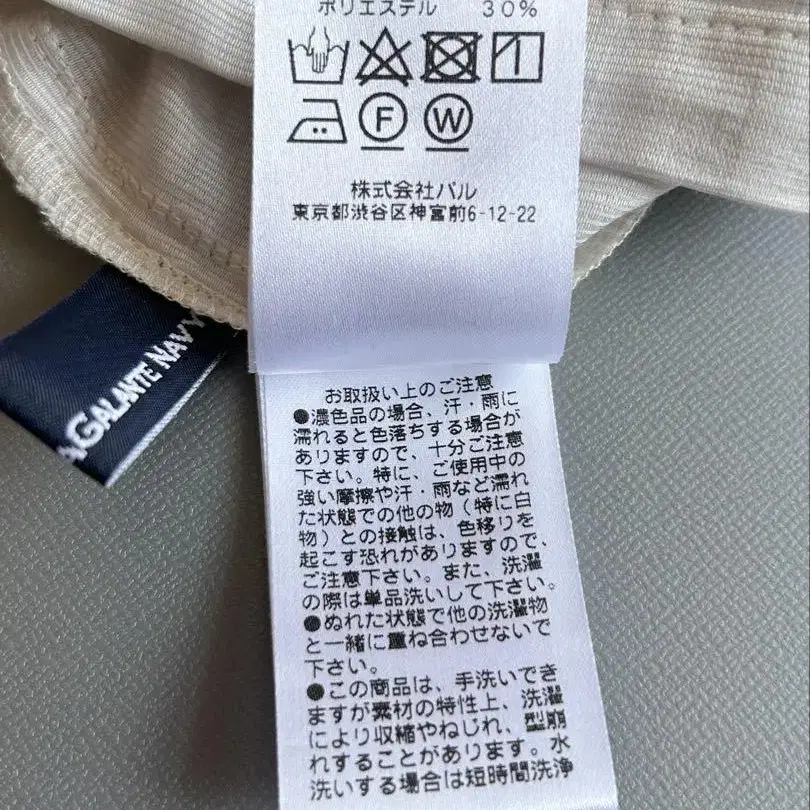 ポリエステル 30%
F W
株式会社パル
東京都渋谷区神宮前6-12-22
GALANTE NAVY
お取扱い上のご注意
●濃色品の場合、汗・雨に
濡れると色落ちする場合が
ありますので、十分ご注意
下さい。特に、ご使用中の
強い摩擦や汗・雨など濡れ
た状態での他の物（特に白
物）との接触は、色移りを
起こす恐れがありますので、
ご注意下さい。また、洗濯
の際は単品洗いして下さい。
●ぬれた状態で他の洗濯物
と一緒に重ね合わせないで
下さい。
●この商品は、手洗いでき
ますが素材の特性上、洗濯
により収縮やねじれ、型崩
れすることがあります。水
洗いする場合は短時間洗浄